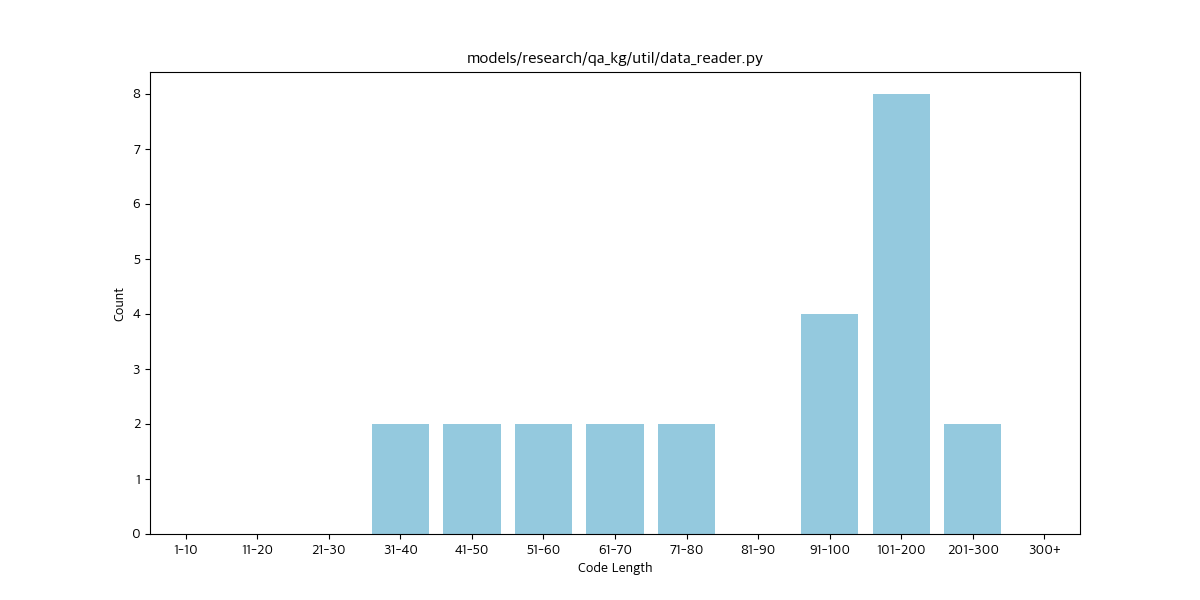 models/research/qa_kg/util/data_reader.py
8
7
6
5
4
3
2
1
0
Count
1-10 11-20 21-30 31-40 41-50 51-60 61-70 71-80 81-90 91-100 101-200 201-300 300+
Code Length